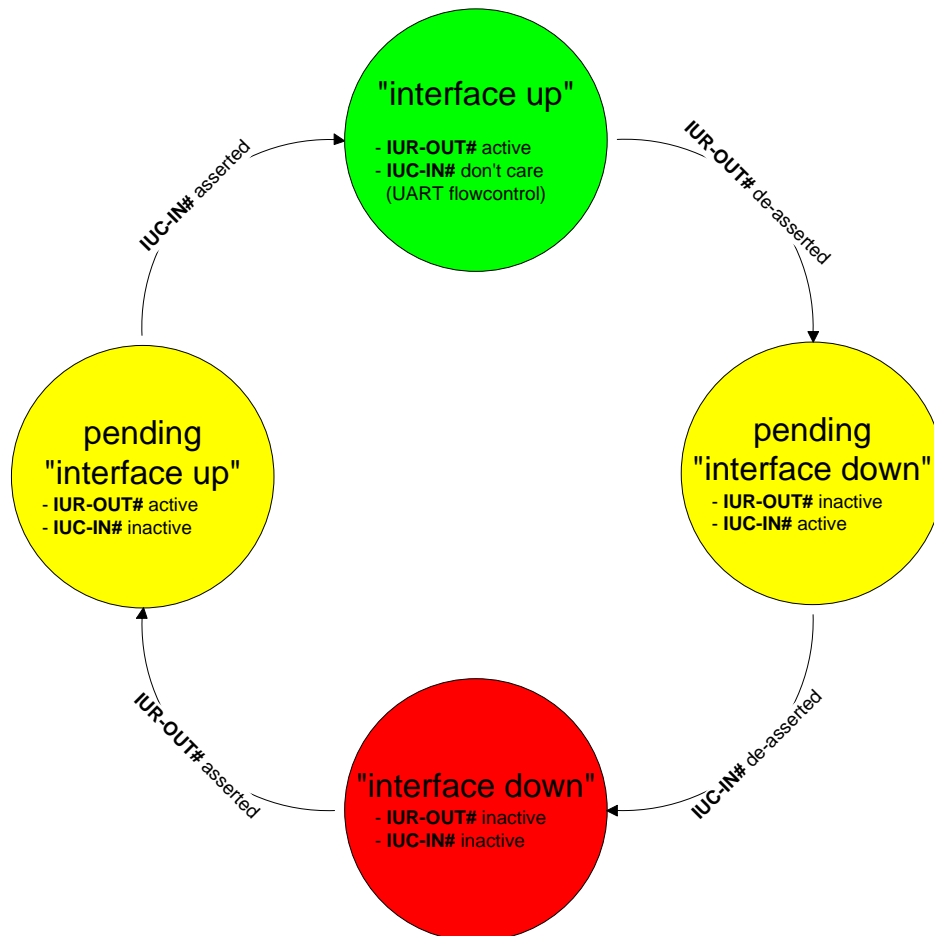 "interface up"
- IUR-OUT# active
- IUC-IN# don't care
(UART flowcontrol)
IUC-IN# asserted
IUR-OUT# de-asserted
pending
"interface up"
- IUR-OUT# active
- IUC-IN# inactive
pending
"interface down"
- IUR-OUT# inactive
- IUC-IN# active
IUR-OUT# asserted
IUC-IN# de-asserted
"interface down"
- IUR-OUT# inactive
- IUC-IN# inactive